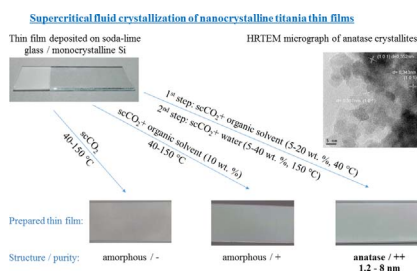 Supercritical fluid crystallization of nanocrystalline titania thin films
Thin film deposited on soda-lime
glass / monocrystalline Si
HRTEM micrograph of anatase crystallites
1st step: scCO2+ organic solvent (5-20 wt. %, 40 °C)
2nd step: scCO2+ water (5-40 wt. %, 150 °C)
scCO2+ organic solvent (10 wt. %)
40-150 °C
scCO2
40-150 °C
5 nm
Prepared thin film:
Structure / purity:
amorphous / -
amorphous / +
anatase / ++
1.2 - 8 nm